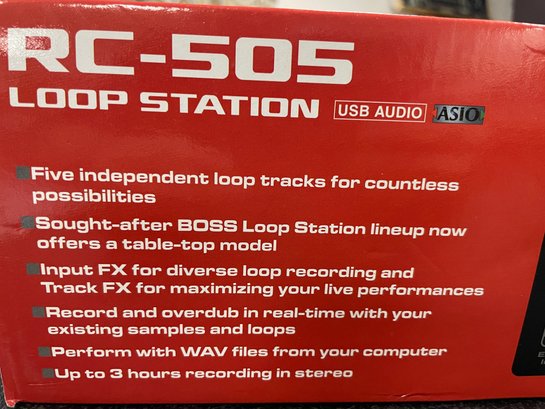 RC-505
LOOP STATION USB AUDIO ASIO
Five independent loop tracks for countless
possibilities
Sought-after BOSS Loop Station lineup now
offers a table-top model
Input FX for diverse loop recording and
Track FX for maximizing your live performances
Record and overdub in real-time with your
existing samples and loops
Perform with WAV files from your computer
Up to 3 hours recording in stereo